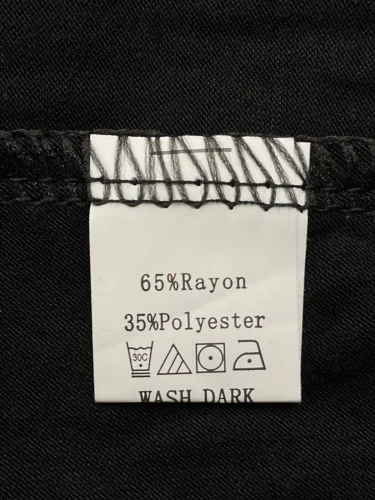 65%Rayon
35%Polyester
30C
WASH DARK